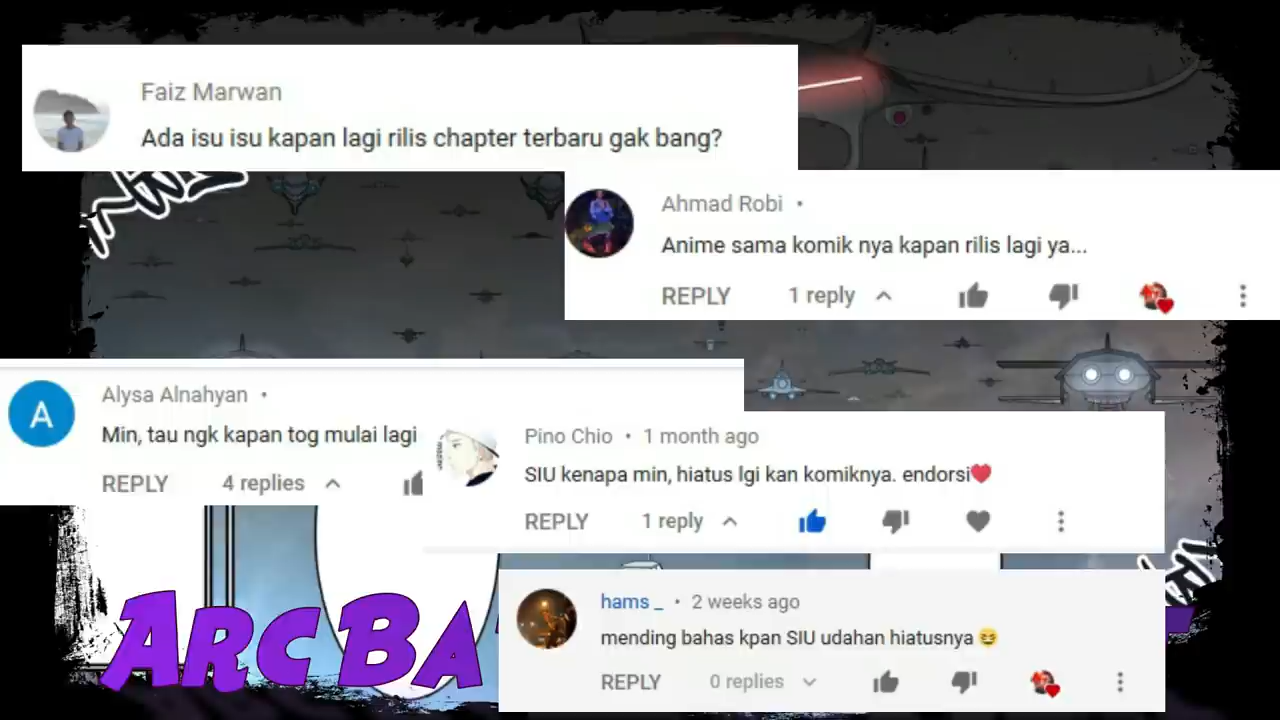 Faiz Marwan
Ada isu isu kapan lagi rilis chapter terbaru gak bang?
Ahmad Robi •
Anime sama komik nya kapan rilis lagi ya...
REPLY 1 reply
Alysa Alnahyan •
Min, tau ngk kapan tog mulai lagi
REPLY 4 replies
A
Pino Chio • 1 month ago
SIU kenapa min, hiatus lgi kan komiknya. endorsi❤️
REPLY 1 reply
ARC BA
hams _ • 2 weeks ago
mending bahas kpan SIU udahan hiatusnya 😆
REPLY 0 replies